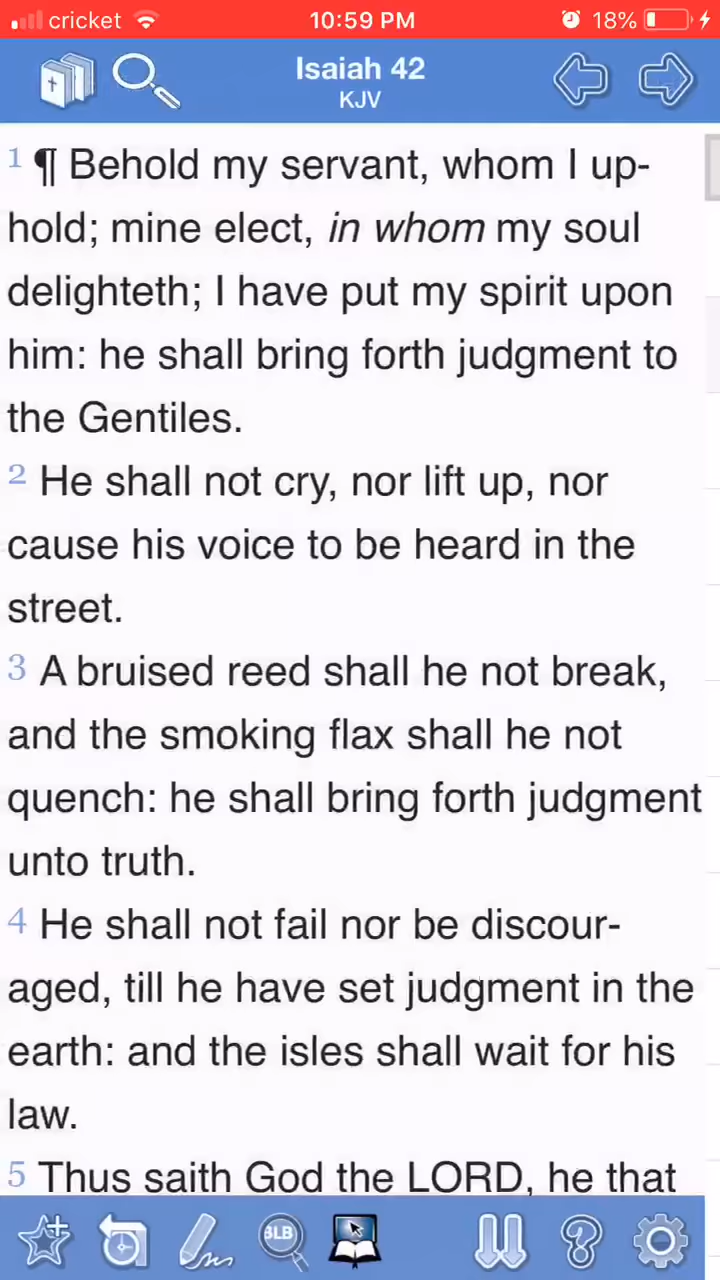 cricket 10:59 PM 18%
Isaiah 42
KJV
1 ¶ Behold my servant, whom I up-
hold; mine elect, in whom my soul
delighteth; I have put my spirit upon
him: he shall bring forth judgment to
the Gentiles.
2 He shall not cry, nor lift up, nor
cause his voice to be heard in the
street.
3 A bruised reed shall he not break,
and the smoking flax shall he not
quench: he shall bring forth judgment
unto truth.
4 He shall not fail nor be discour-
aged, till he have set judgment in the
earth: and the isles shall wait for his
law.
5 Thus saith God the LORD, he that
BLB